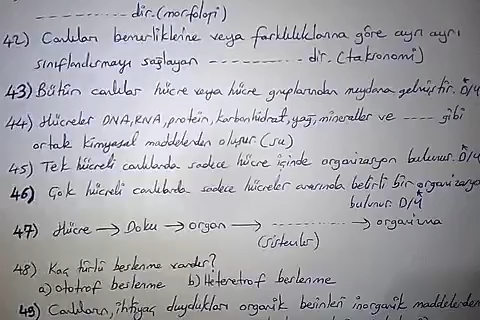 ---------- dir. (morfoloji)
42) Canlıları benzerliklerine veya farklılıklarına göre ayrı ayrı
sınıflandırmayı sağlayan ---------- dir. (taksonomi)
43) Bütün canlılar hücre veya hücre gruplarından meydana gelmiştir. D/Y
44) Hücreler DNA, RNA, protein, karbonhidrat, yağ, mineraller ve ---- gibi
ortak kimyasal maddelerden oluşur. (su)
45) Tek hücreli canlılarda sadece hücre içinde organizasyon bulunur. D/Y
46) Çok hücreli canlılarda sadece hücreler arasında belirli bir organizasyon
bulunur. D/Y
47) Hücre → Doku → organ → ---------- → organizma
(sistemler)
48) Kaç türlü beslenme vardır?
a) ototrof beslenme b) Heteretrof beslenme
49) Canlıların, ihtiyaç duydukları organik besinleri inorganik maddelerden